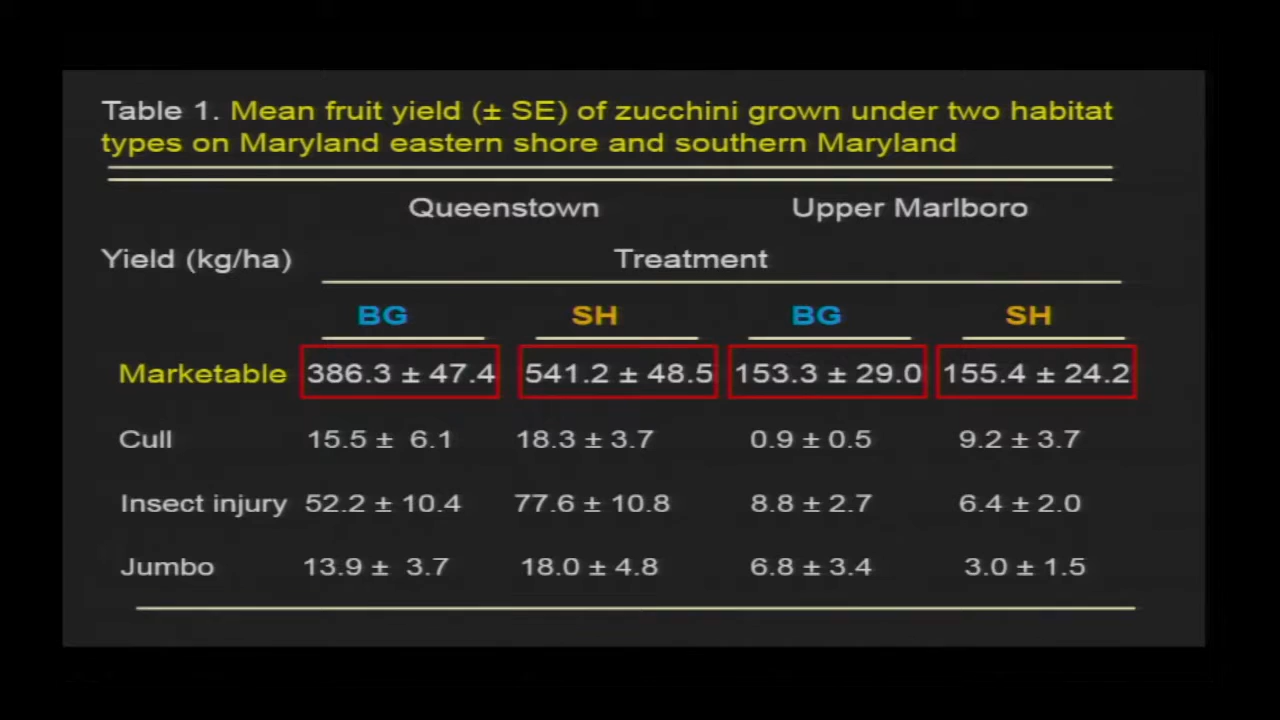 Table 1. Mean fruit yield (± SE) of zucchini grown under two habitat
types on Maryland eastern shore and southern Maryland
Queenstown Upper Marlboro
Yield (kg/ha) Treatment
BG SH BG SH
Marketable 386.3 ± 47.4 541.2 ± 48.5 153.3 ± 29.0 155.4 ± 24.2
Cull 15.5 ± 6.1 18.3 ± 3.7 0.9 ± 0.5 9.2 ± 3.7
Insect injury 52.2 ± 10.4 77.6 ± 10.8 8.8 ± 2.7 6.4 ± 2.0
Jumbo 13.9 ± 3.7 18.0 ± 4.8 6.8 ± 3.4 3.0 ± 1.5